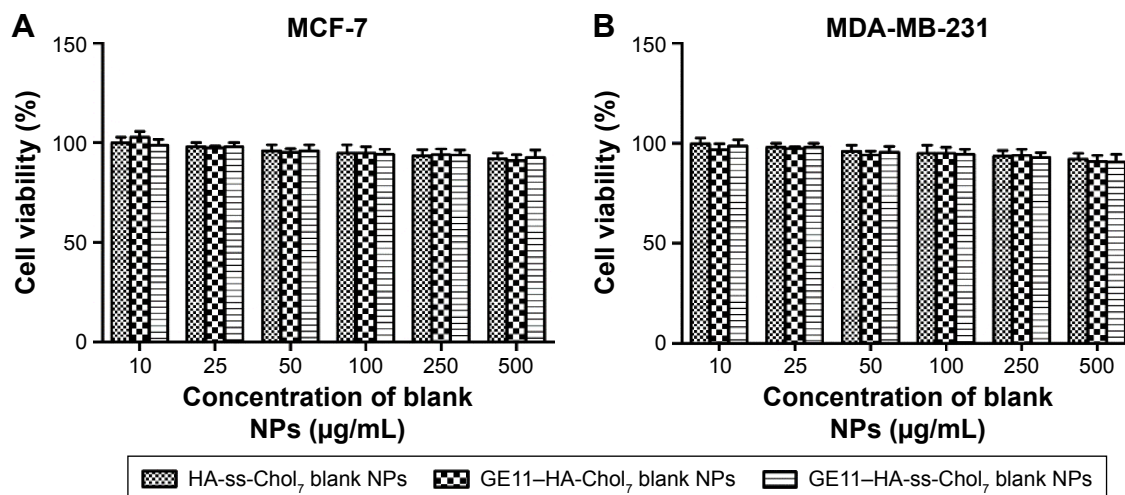 A
MCF-7
Cell viability (%)
150
100
50
0
10 25 50 100 250 500
Concentration of blank
NPs (µg/mL)
B
MDA-MB-231
Cell viability (%)
150
100
50
0
10 25 50 100 250 500
Concentration of blank
NPs (µg/mL)
HA-ss-Chol₇ blank NPs GE11–HA-Chol₇ blank NPs GE11–HA-ss-Chol₇ blank NPs